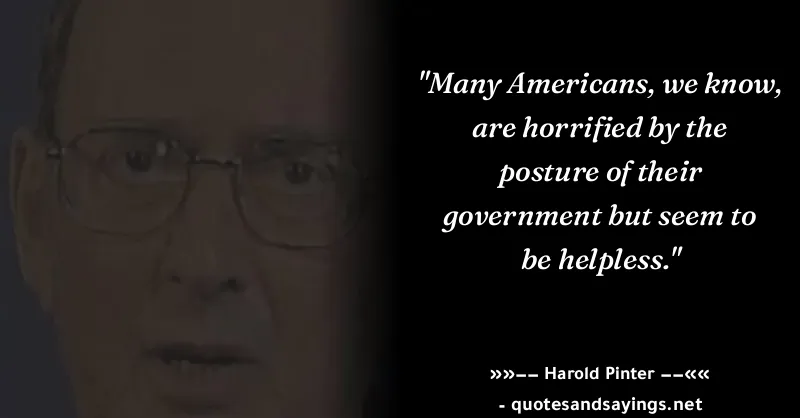 "Many Americans, we know,
are horrified by the
posture of their
government but seem to
be helpless."
»»−− Harold Pinter −−««
- quotesandsayings.net